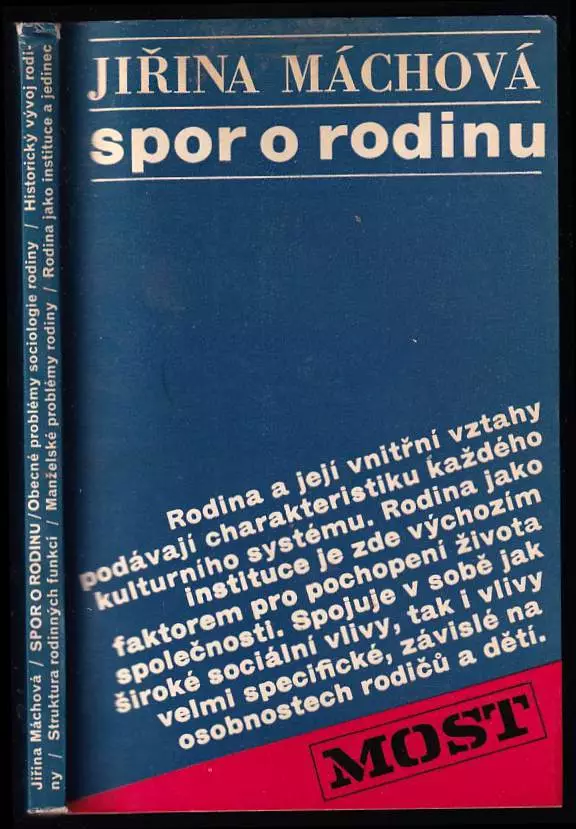 JIŘINA MÁCHOVÁ
spor o rodinu
Rodina a její vnitřní vztahy
podávají charakteristiku každého
kulturního systému. Rodina jako
instituce je zde výchozím
faktorem pro pochopení života
společnosti. Spojuje v sobě jak
široké sociální vlivy, tak i vlivy
velmi specifické, závislé na
osobnostech rodičů a dětí.
MOST
Jiřina Máchová / SPOR O RODINU / Obecné problémy sociologie rodiny / Historický vývoj rodi-
ny / Struktura rodinných funkcí / Manželské problémy rodiny / Rodina jako instituce a jedinec